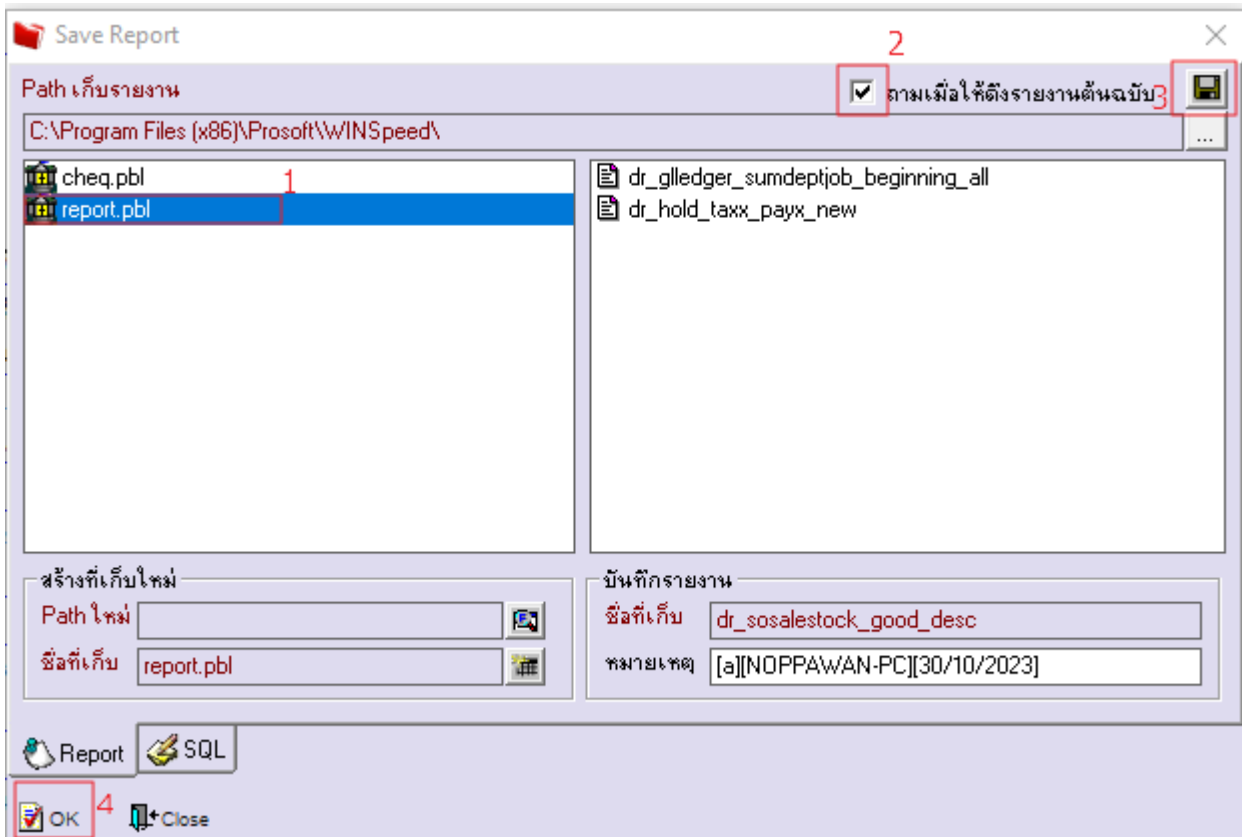 Save Report
2
Path เก็บรายงาน
ถามเมื่อให้ดึงรายงานต้นฉบับ
3
C:\Program Files (x86)\Prosoft\WINSpeed\
...
cheq.pbl
1
report.pbl
dr_glledger_sumdeptjob_beginning_all
dr_hold_taxx_payx_new
สร้างที่เก็บใหม่
Path ใหม่
ชื่อที่เก็บ
report.pbl
บันทึกรายงาน
ชื่อที่เก็บ
dr_sosalestock_good_desc
หมายเหตุ
[a][NOPPAWAN-PC][30/10/2023]
Report
SQL
OK
4
Close